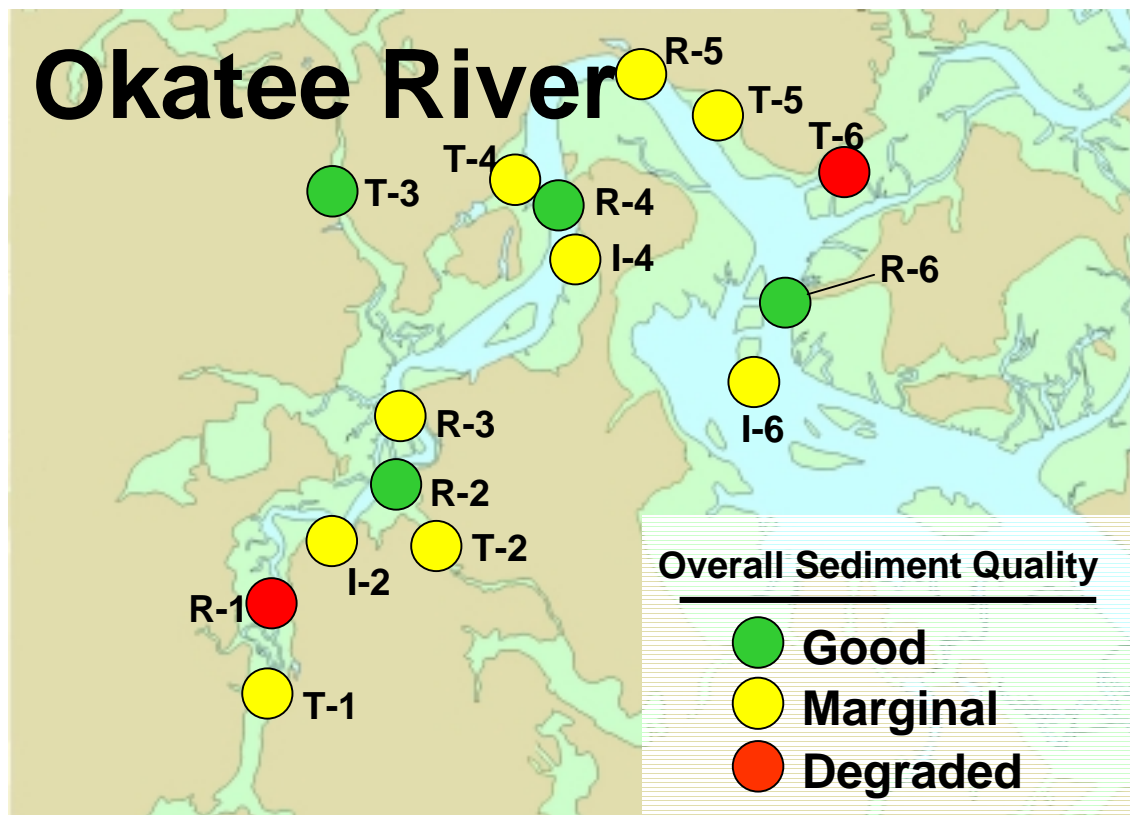 Okatee River
R-5
T-5
T-6
T-4
T-3
R-4
I-4
R-6
I-6
R-3
R-2
T-2
I-2
R-1
T-1
Overall Sediment Quality
Good
Marginal
Degraded